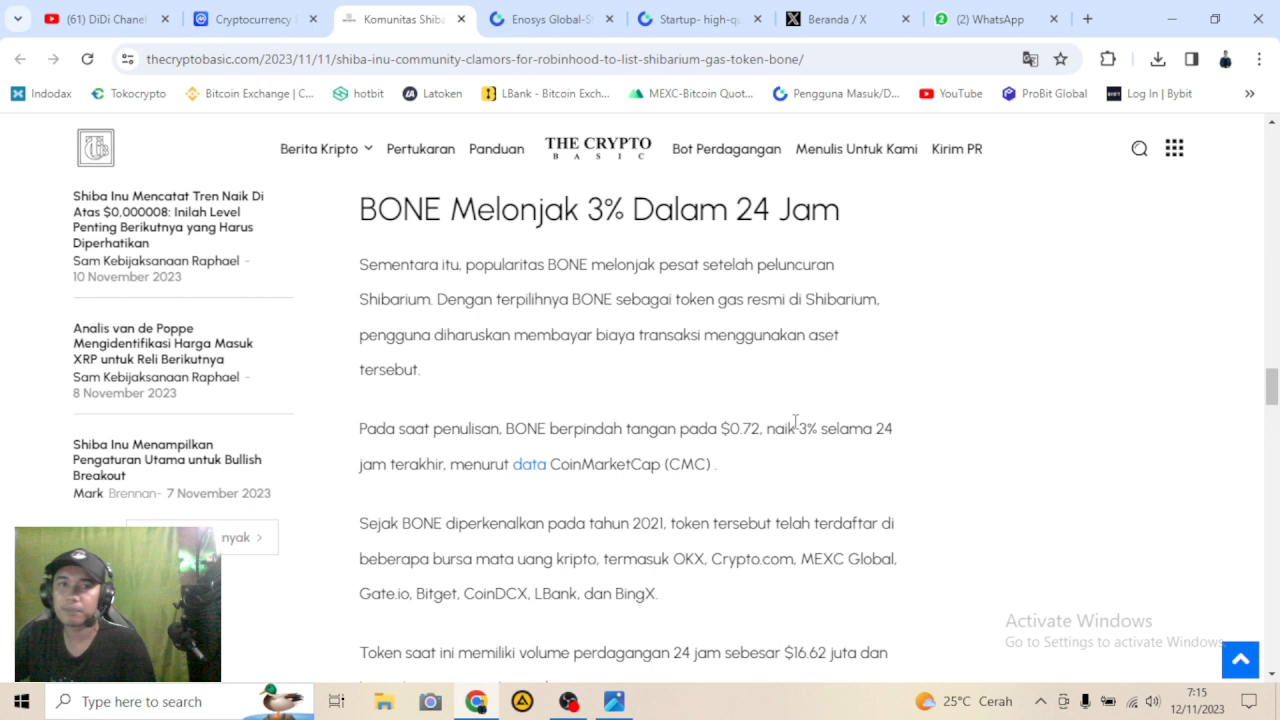 (61) DiDi Chanel
Cryptocurrency
Komunitas Shiba
Enosys Global-S
Startup- high-q
Beranda / X
(2) WhatsApp
thecryptobasic.com/2023/11/11/shiba-inu-community-clamors-for-robinhood-to-list-shibarium-gas-token-bone/
Indodax
Tokocrypto
Bitcoin Exchange | C...
hotbit
Latoken
LBank - Bitcoin Exch...
MEXC-Bitcoin Quot...
Pengguna Masuk/D...
YouTube
ProBit Global
Log In | Bybit
Berita Kripto
Pertukaran
Panduan
THE CRYPTO
BASIC
Bot Perdagangan
Menulis Untuk Kami
Kirim PR
Shiba Inu Mencatat Tren Naik Di
Atas $0,000008: Inilah Level
Penting Berikutnya yang Harus
Diperhatikan
Sam Kebijaksanaan Raphael -
10 November 2023
Analis van de Poppe
Mengidentifikasi Harga Masuk
XRP untuk Reli Berikutnya
Sam Kebijaksanaan Raphael -
8 November 2023
Shiba Inu Menampilkan
Pengaturan Utama untuk Bullish
Breakout
Mark Brennan- 7 November 2023
nyak
BONE Melonjak 3% Dalam 24 Jam
Sementara itu, popularitas BONE melonjak pesat setelah peluncuran
Shibarium. Dengan terpilihnya BONE sebagai token gas resmi di Shibarium,
pengguna diharuskan membayar biaya transaksi menggunakan aset
tersebut.
Pada saat penulisan, BONE berpindah tangan pada $0.72, naik 3% selama 24
jam terakhir, menurut data CoinMarketCap (CMC) .
Sejak BONE diperkenalkan pada tahun 2021, token tersebut telah terdaftar di
beberapa bursa mata uang kripto, termasuk OKX, Crypto.com, MEXC Global,
Gate.io, Bitget, CoinDCX, LBank, dan BingX.
Token saat ini memiliki volume perdagangan 24 jam sebesar $16.62 juta dan
Activate Windows
Go to Settings to activate Windows.
Type here to search
25°C Cerah
7:15
12/11/2023